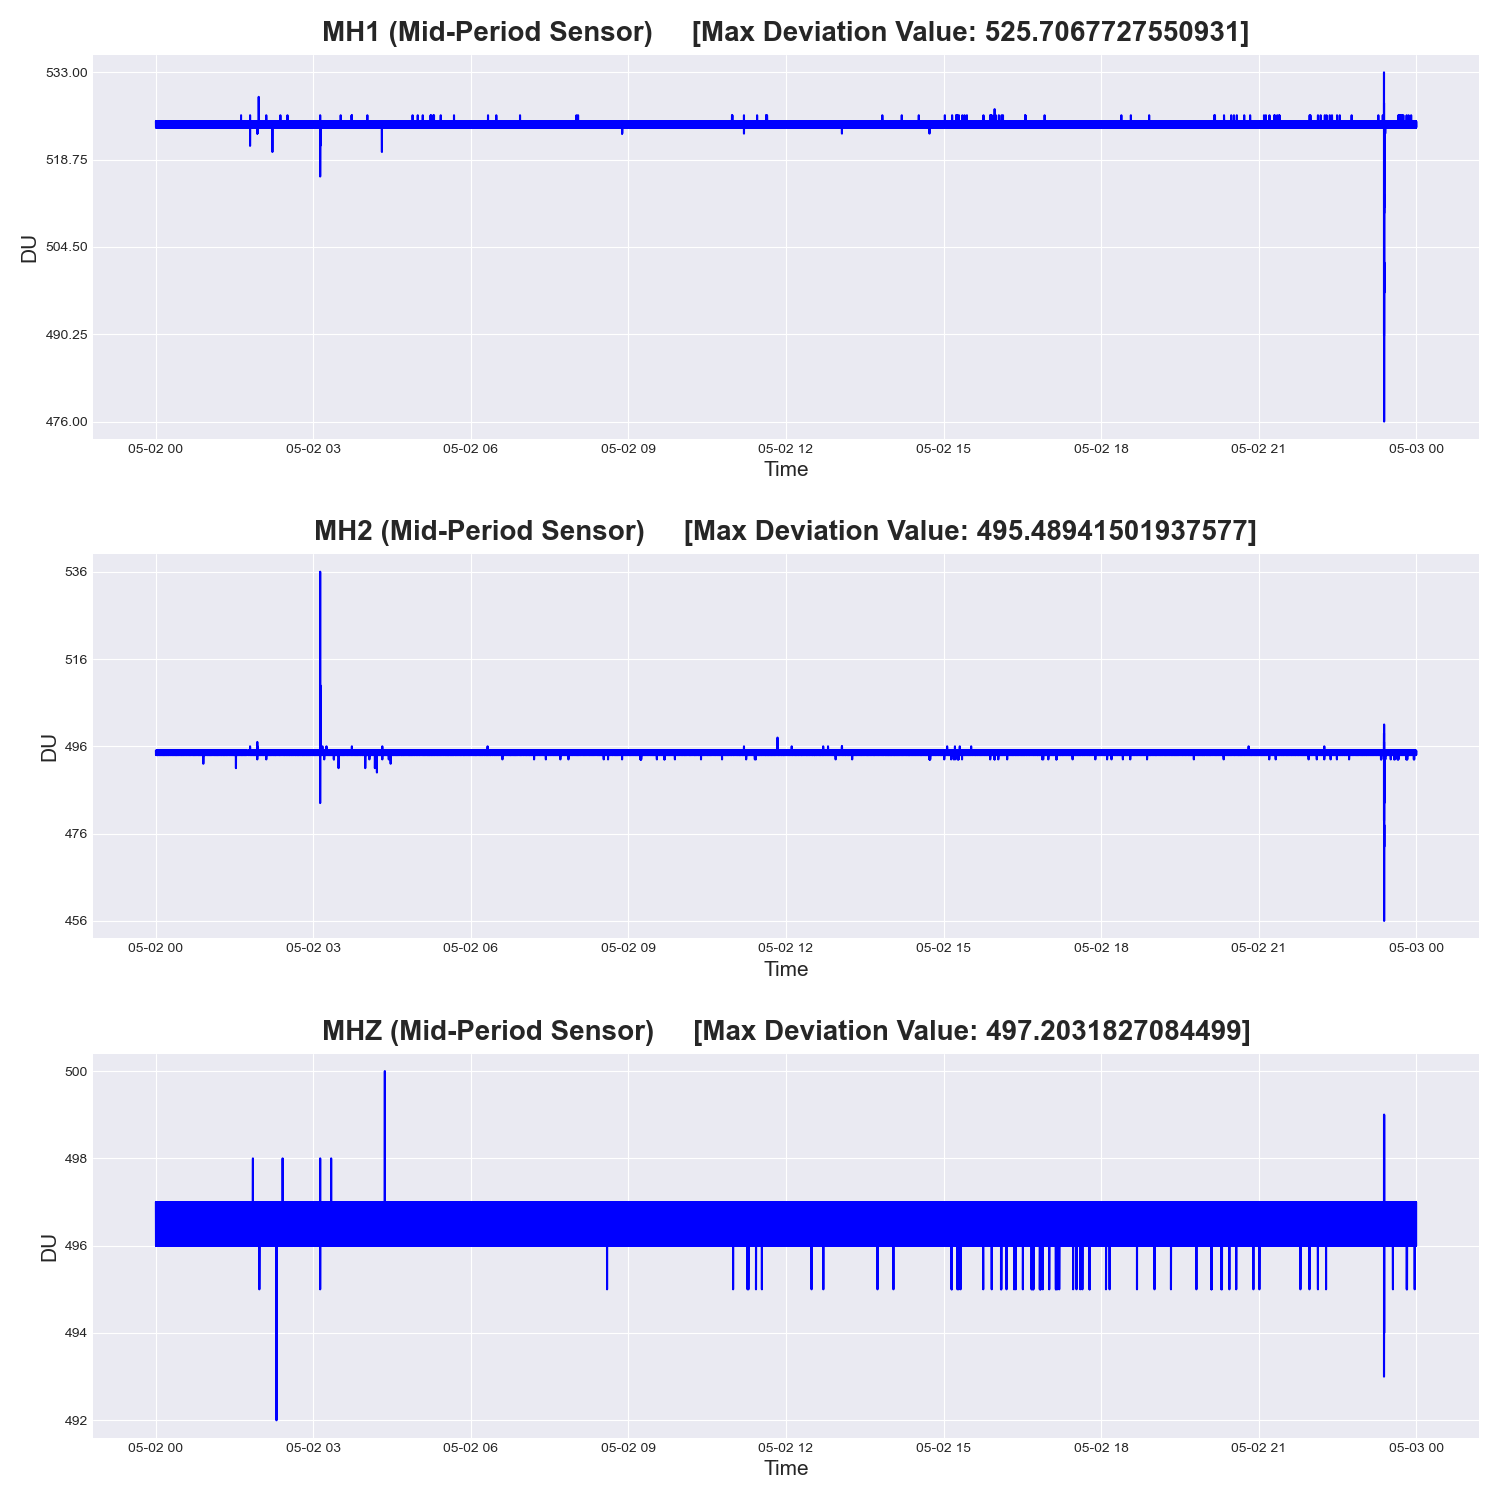 MH1 (Mid-Period Sensor) [Max Deviation Value: 525.7067727550931]
533.00
518.75
504.50
490.25
476.00
DU
05-02 00 05-02 03 05-02 06 05-02 09 05-02 12 05-02 15 05-02 18 05-02 21 05-03 00
Time
MH2 (Mid-Period Sensor) [Max Deviation Value: 495.48941501937577]
536
516
496
476
456
DU
05-02 00 05-02 03 05-02 06 05-02 09 05-02 12 05-02 15 05-02 18 05-02 21 05-03 00
Time
MHZ (Mid-Period Sensor) [Max Deviation Value: 497.2031827084499]
500
498
496
494
492
DU
05-02 00 05-02 03 05-02 06 05-02 09 05-02 12 05-02 15 05-02 18 05-02 21 05-03 00
Time